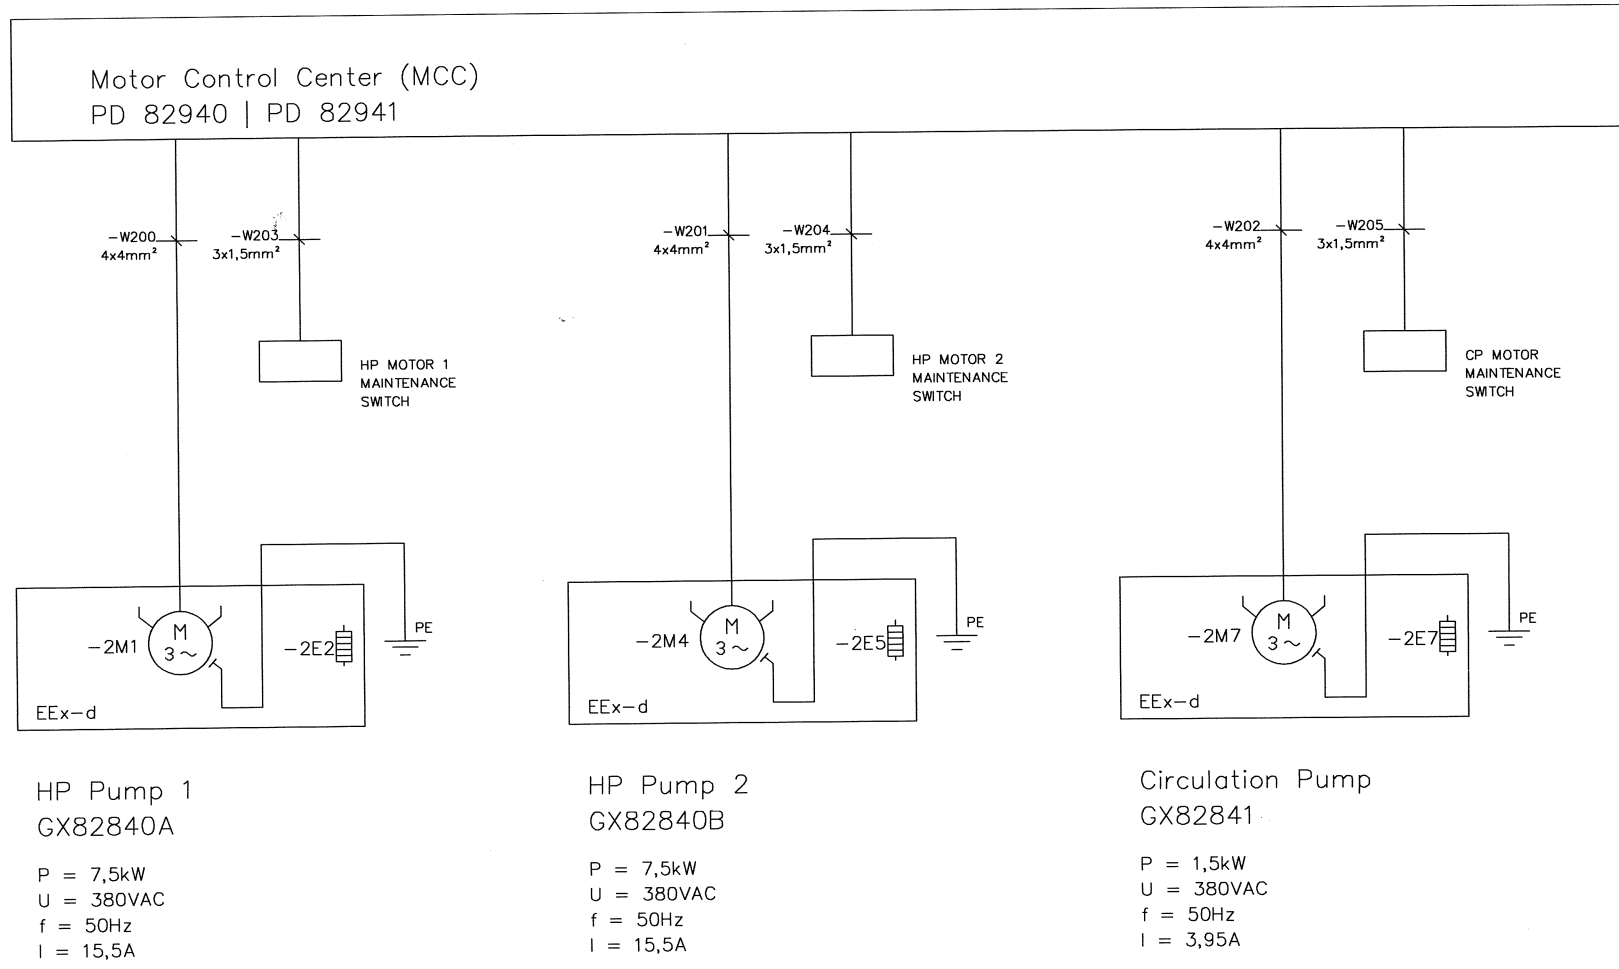 Motor Control Center (MCC)
PD 82940 | PD 82941
-W200
4x4mm²
-W203
3x1,5mm²
-W201
4x4mm²
-W204
3x1,5mm²
-W202
4x4mm²
-W205
3x1,5mm²
HP MOTOR 1
MAINTENANCE
SWITCH
HP MOTOR 2
MAINTENANCE
SWITCH
CP MOTOR
MAINTENANCE
SWITCH
-2M1
M
3~
-2E2
PE
EEx-d
-2M4
M
3~
-2E5
PE
EEx-d
-2M7
M
3~
-2E7
PE
EEx-d
HP Pump 1
GX82840A
P = 7,5kW
U = 380VAC
f = 50Hz
I = 15,5A
HP Pump 2
GX82840B
P = 7,5kW
U = 380VAC
f = 50Hz
I = 15,5A
Circulation Pump
GX82841
P = 1,5kW
U = 380VAC
f = 50Hz
I = 3,95A